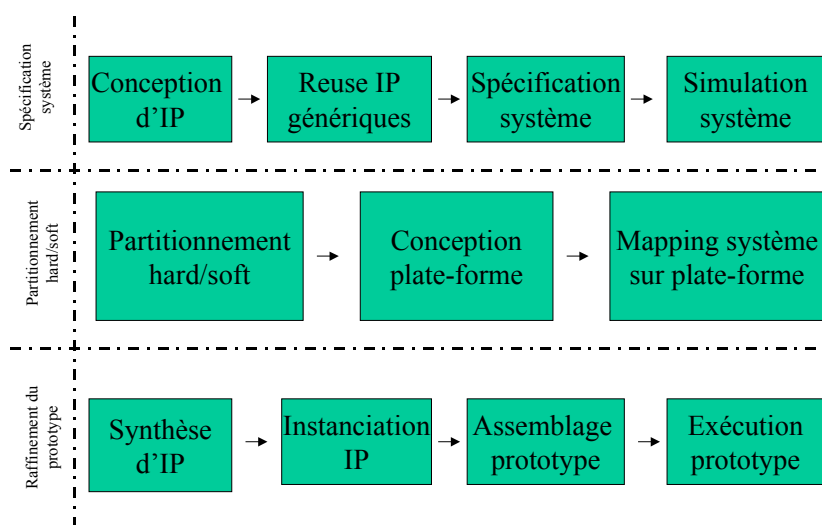 Spécification
système
Conception
d'IP
Reuse IP
génériques
Spécification
système
Simulation
système
Partitionnement
hard/soft
Partitionnement
hard/soft
Conception
plate-forme
Mapping système
sur plate-forme
Raffinement du
prototype
Synthèse
d'IP
Instanciation
IP
Assemblage
prototype
Exécution
prototype